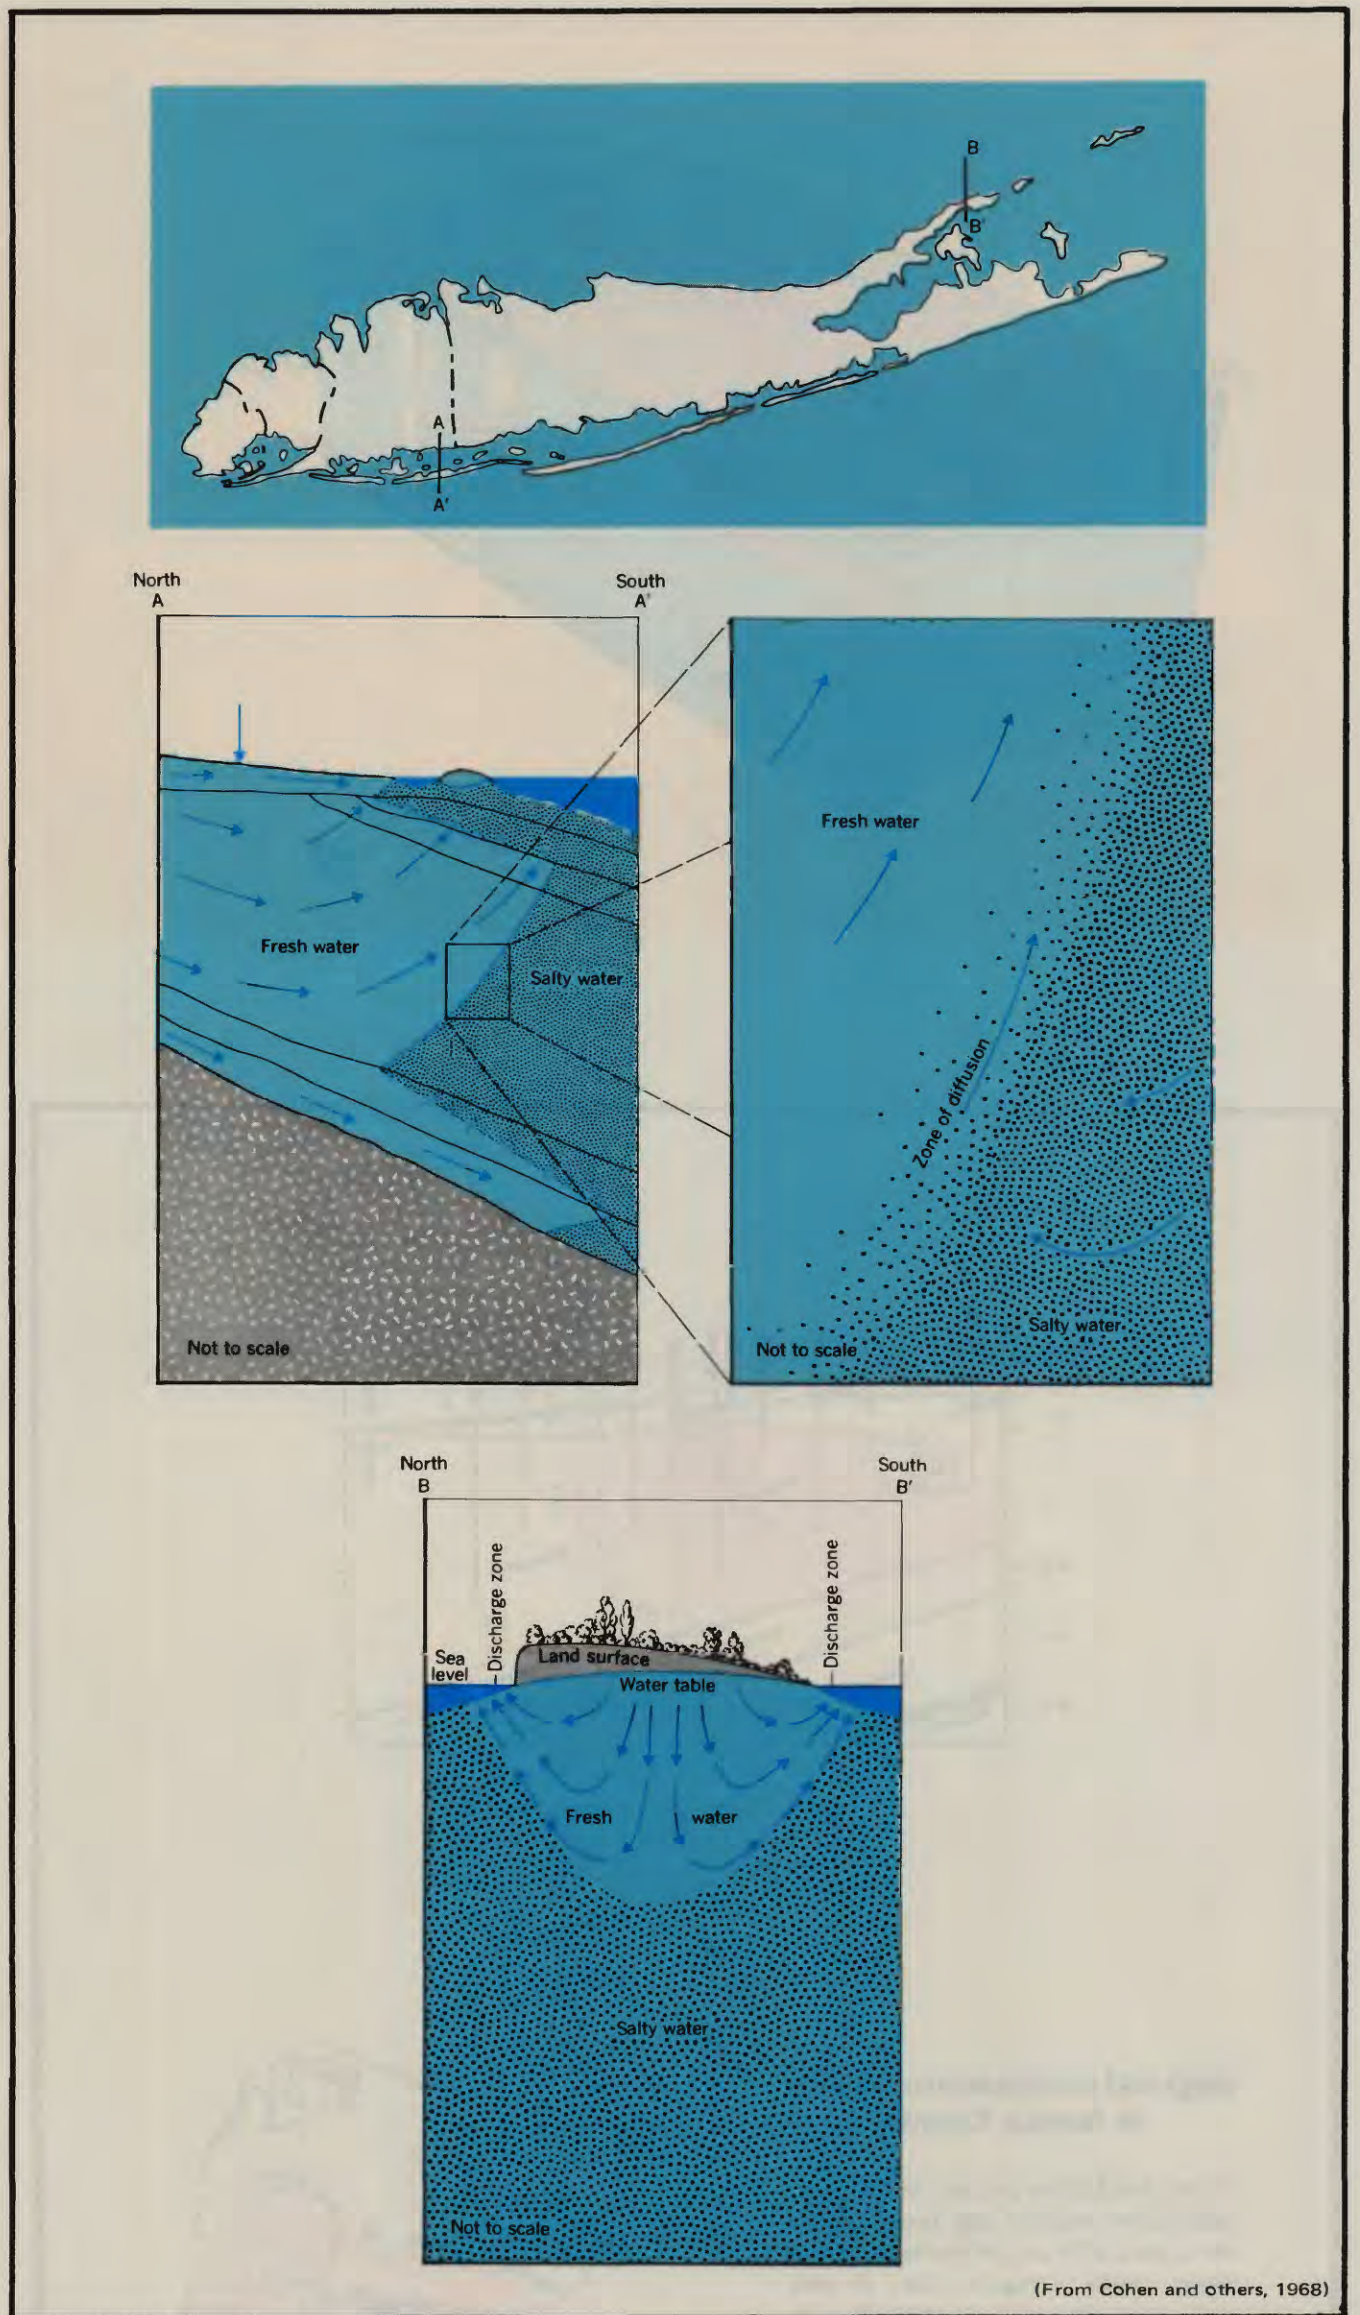 B
B'
A
A'
North
A
South
A'
Fresh water
Salty water
Not to scale
Fresh water
Zone of diffusion
Salty water
Not to scale
North
B
South
B'
Sea
level
Discharge zone
Discharge zone
Land surface
Water table
Fresh water
Salty water
Not to scale
(From Cohen and others, 1968)